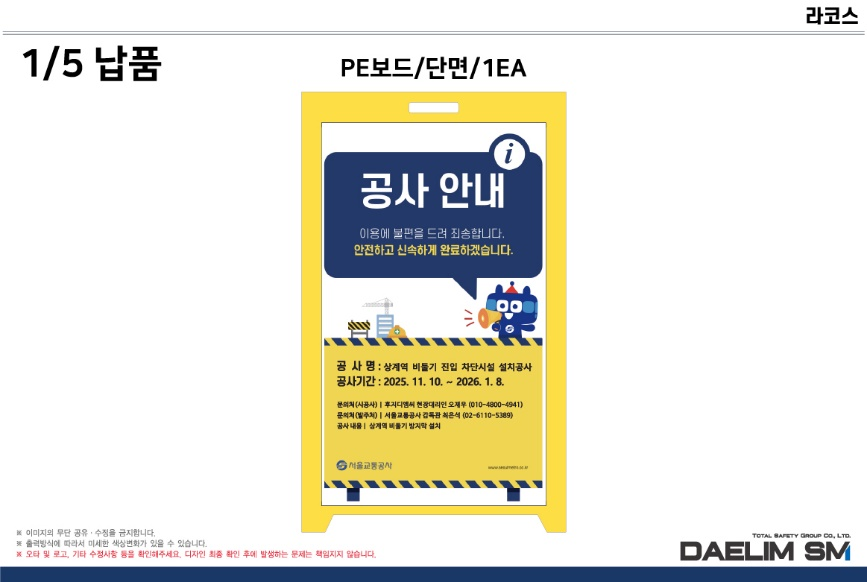 라코스
1/5 납품
PE보드/단면/1EA
i
공사 안내
이용에 불편을 드려 죄송합니다.
안전하고 신속하게 완료하겠습니다.
공 사 명 : 상계역 비둘기 진입 차단시설 설치공사
공사기간 : 2025. 11. 10. ~ 2026. 1. 8.
문의처(시공사) | 후지디앤씨 현장대리인 오제우 (010-4800-4941)
문의처(발주처) | 서울교통공사 감독관 최은석 (02-6110-5389)
공사 내용 | 상계역 비둘기 방지막 설치
서울교통공사
www.seoulmetro.co.kr
※ 이미지의 무단 공유 · 수정을 금지합니다.
※ 출력방식에 따라서 미세한 색상변화가 있을 수 있습니다.
※ 오타 및 로고, 기타 수정사항 등을 확인해주세요. 디자인 최종 확인 후에 발생하는 문제는 책임지지 않습니다.
TOTAL SAFETY GROUP CO., LTD.
DAELIM SM